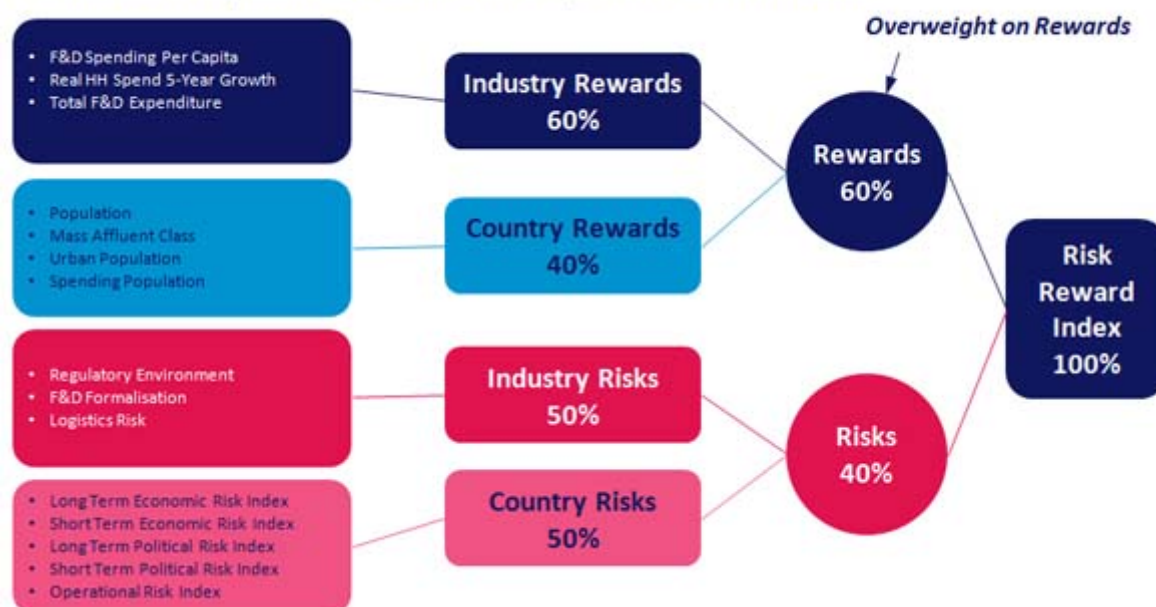 Overweight on Rewards
• F&D Spending Per Capita
• Real HH Spend 5-Year Growth
• Total F&D Expenditure
Industry Rewards
60%
Rewards
60%
• Population
• Mass Affluent Class
• Urban Population
• Spending Population
Country Rewards
40%
Risk
Reward
Index
100%
• Regulatory Environment
• F&D Formalisation
• Logistics Risk
Industry Risks
50%
Risks
40%
• Long Term Economic Risk Index
• Short Term Economic Risk Index
• Long Term Political Risk Index
• Short Term Political Risk Index
• Operational Risk Index
Country Risks
50%